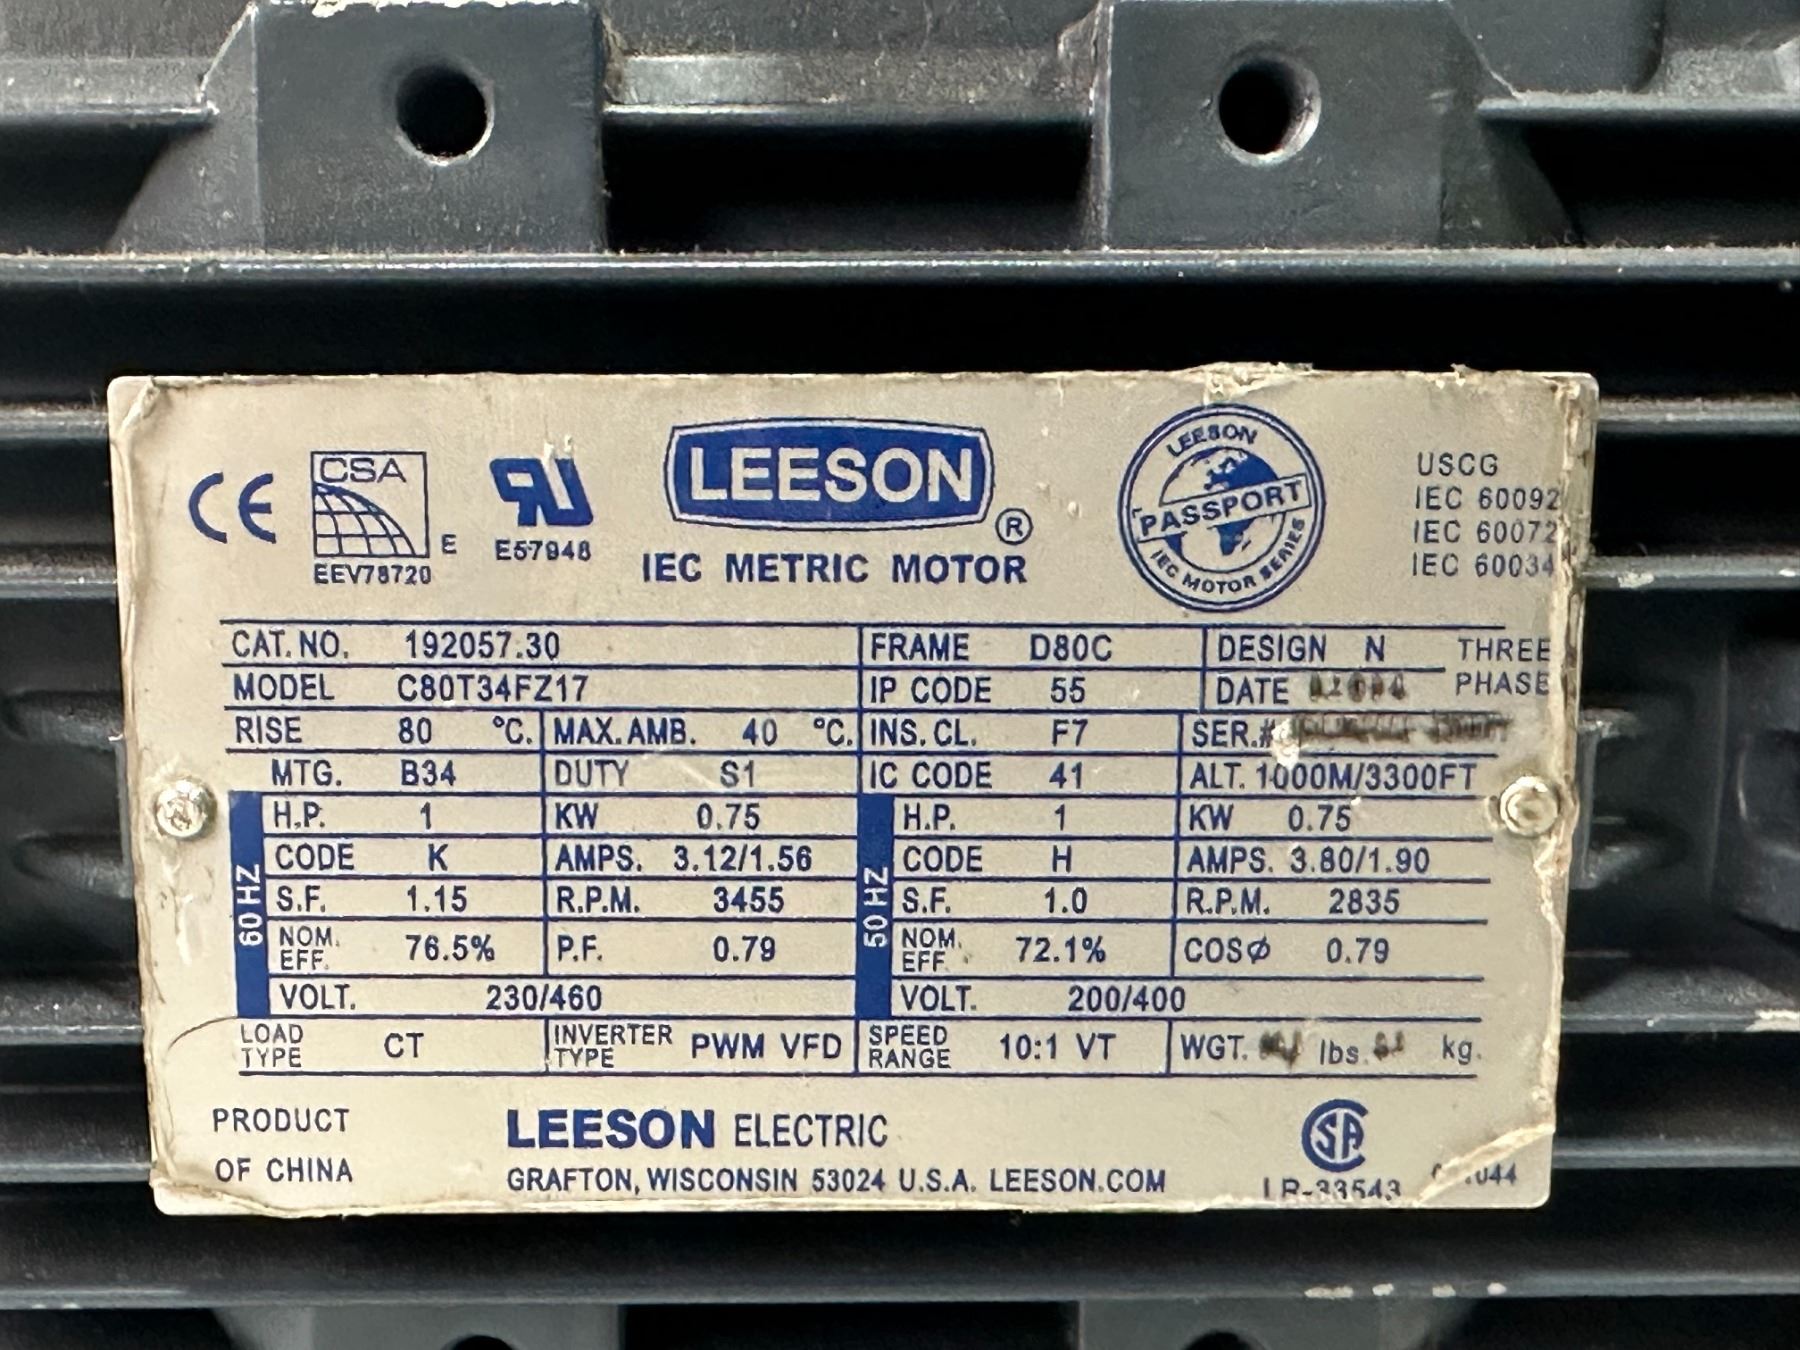 CE
CSA
E
EEV78720
RU
E57948
LEESON ®
IEC METRIC MOTOR
LEESON
PASSPORT
IEC MOTOR SERIES
USCG
IEC 60092
IEC 60072
IEC 60034
CAT. NO. 192057.30 FRAME D80C DESIGN N THREE
MODEL C80T34FZ17 IP CODE 55 DATE PHASE
RISE 80 °C. MAX. AMB. 40 °C. INS. CL. F7 SER.#
MTG. B34 DUTY S1 IC CODE 41 ALT. 1000M/3300FT
60 HZ
H.P. 1 KW 0.75
CODE K AMPS. 3.12/1.56
S.F. 1.15 R.P.M. 3455
NOM. EFF. 76.5% P.F. 0.79
VOLT. 230/460
50 HZ
H.P. 1 KW 0.75
CODE H AMPS. 3.80/1.90
S.F. 1.0 R.P.M. 2835
NOM. EFF. 72.1% COSφ 0.79
VOLT. 200/400
LOAD TYPE CT INVERTER TYPE PWM VFD SPEED RANGE 10:1 VT WGT. lbs. kg.
PRODUCT
OF CHINA
LEESON ELECTRIC
GRAFTON, WISCONSIN 53024 U.S.A. LEESON.COM
SA
LR-33543